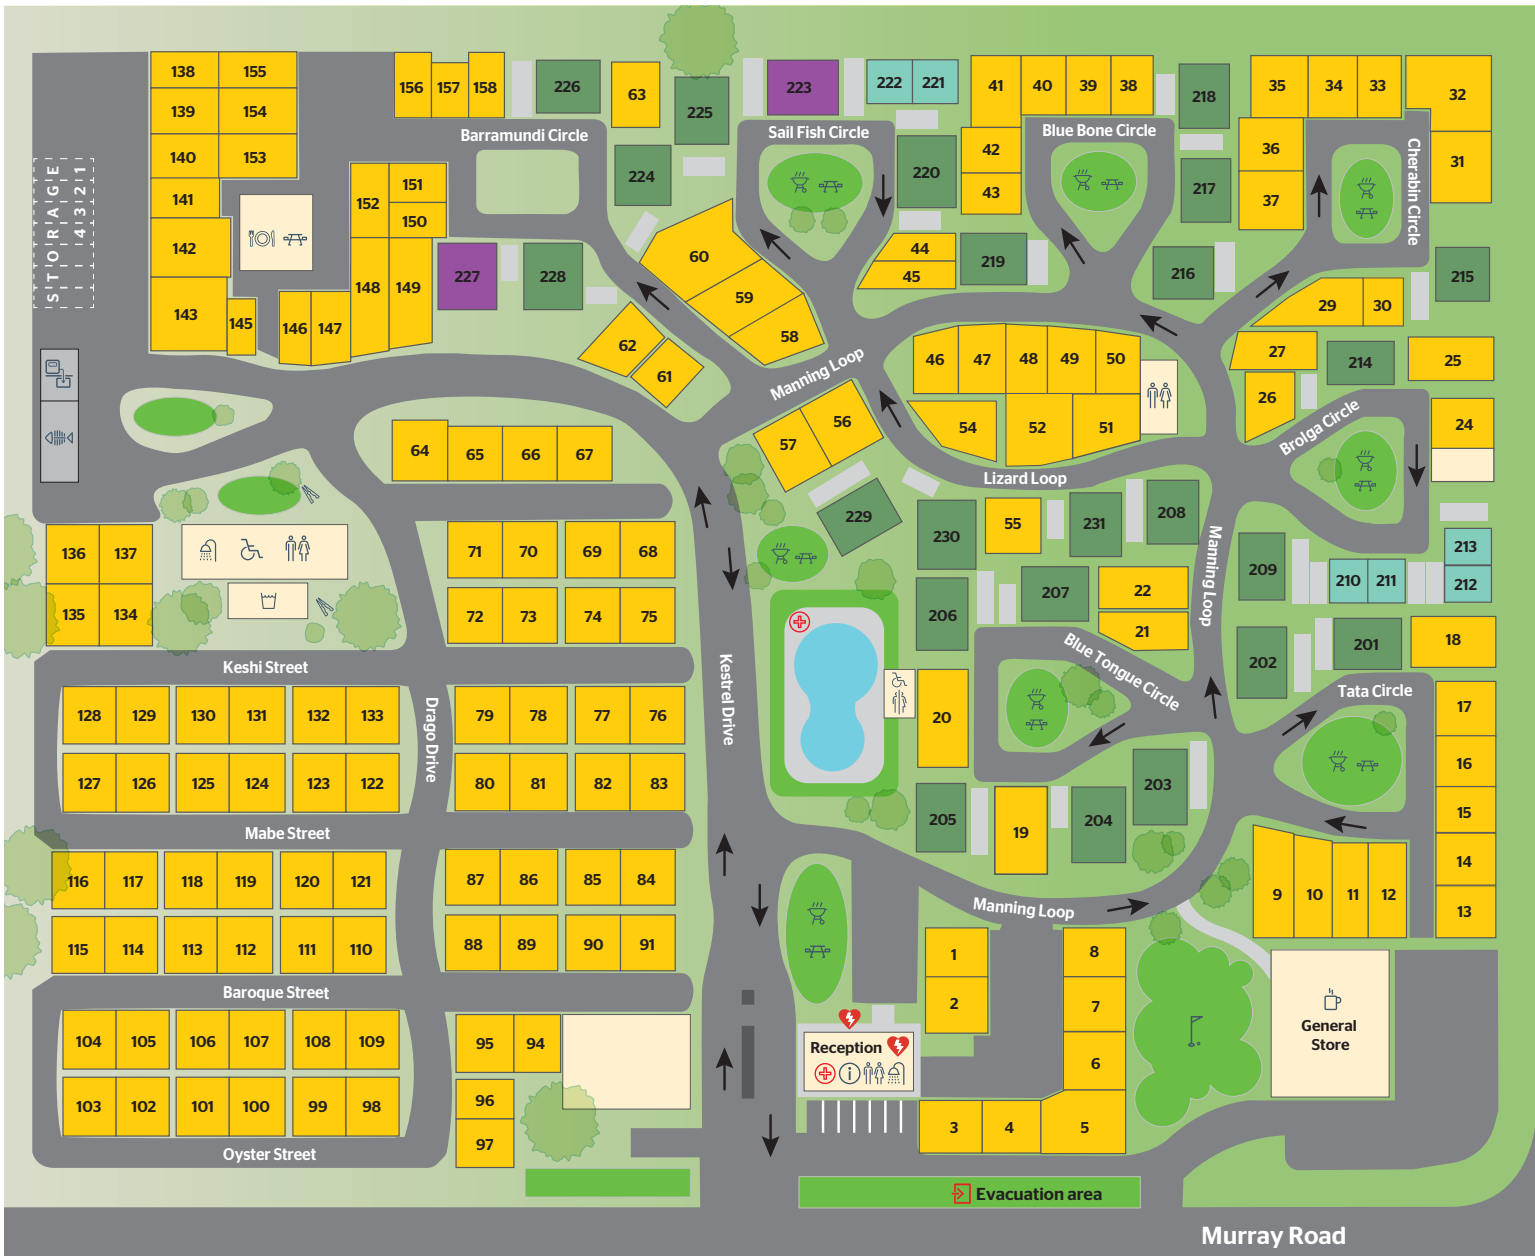 138 155
139 154
140 153
141
142
143
145
146 147
148 149
152
151
150
156 157 158
226
63
225
223
222 221
41 40 39 38
218
35 34 33 32
Barramundi Circle
Sail Fish Circle
Blue Bone Circle
Cherabin Circle
STORAGE 4321
224
220
42
43
217
36
37
31
227
228
60
59
58
44
45
219
216
215
62
61
29 30
Manning Loop
46 47 48 49 50
54 52 51
27
214
25
26
Brolga Circle
24
64 65 66 67
57 56
Lizard Loop
229
230
55
231
208
213
212
136 137
135 134
71 70 69 68
72 73 74 75
206
207
22
21
Manning Loop
209
210 211
Keshi Street
Kestrel Drive
Blue Tongue Circle
202
201
18
128 129 130 131 132 133
127 126 125 124 123 122
Drago Drive
79 78 77 76
80 81 82 83
20
Tata Circle
17
16
15
14
13
Mabe Street
205
19
204
203
116 117 118 119 120 121
115 114 113 112 111 110
87 86 85 84
88 89 90 91
Manning Loop
9 10 11 12
Baroque Street
1
2
8
7
6
104 105 106 107 108 109
103 102 101 100 99 98
95 94
96
97
Reception
General
Store
3 4 5
Oyster Street
Evacuation area
Murray Road